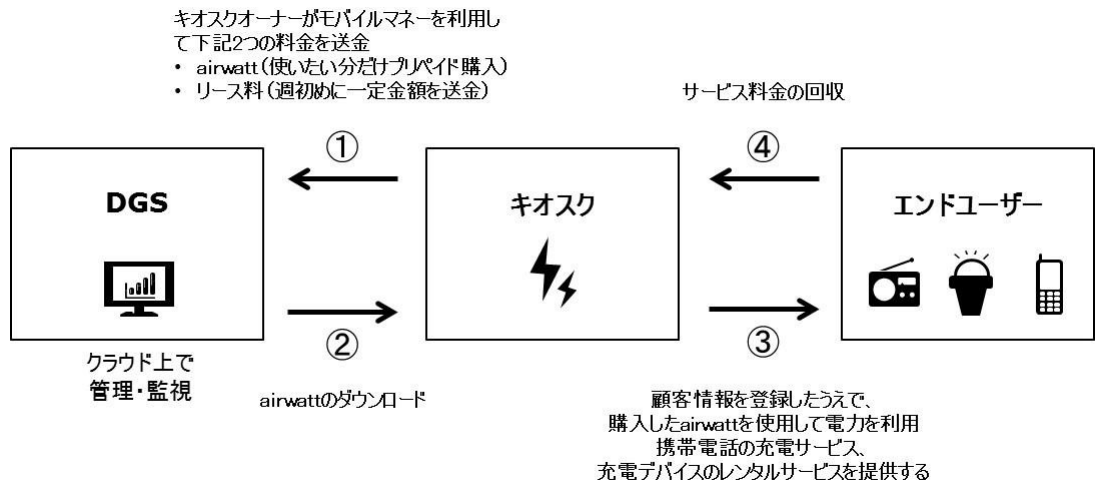 キオスクオーナーがモバイルマネーを利用し
て下記2つの料金を送金
• airwatt（使いたい分だけプリペイド購入）
• リース料（週初めに一定金額を送金）
サービス料金の回収
①
④
DGS
キオスク
エンドユーザー
②
③
クラウド上で
管理・監視
airwattのダウンロード
顧客情報を登録したうえで、
購入したairwattを使用して電力を利用
携帯電話の充電サービス、
充電デバイスのレンタルサービスを提供する